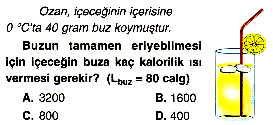 Ozan, içeceğinin içerisine
0 °C'ta 40 gram buz koymuştur.
Buzun tamamen eriyebilmesi
için içeceğin buza kaç kalorilik ısı
vermesi gerekir? (Lbuz = 80 calg)
A. 3200
B. 1600
C. 800
D. 400